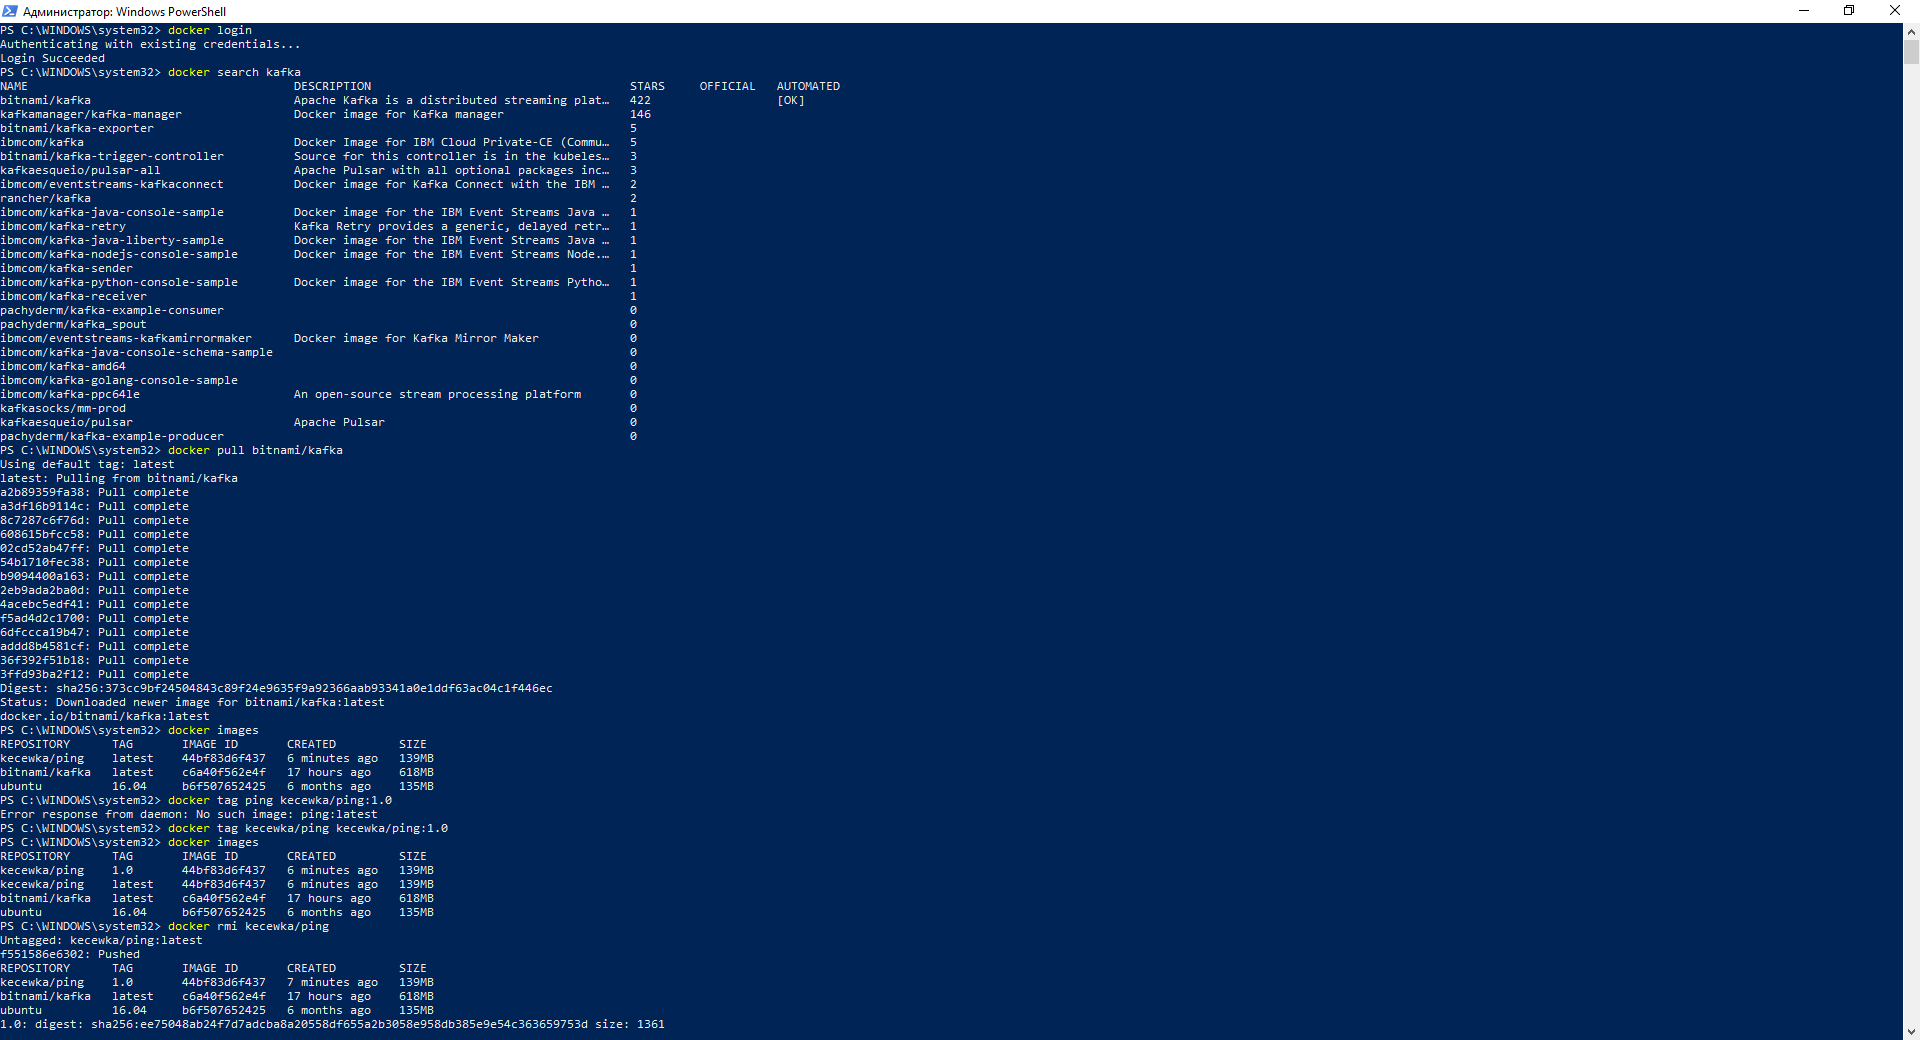 Администратор: Windows PowerShell
PS C:\WINDOWS\system32> docker login
Authenticating with existing credentials...
Login Succeeded
PS C:\WINDOWS\system32> docker search kafka
NAME DESCRIPTION STARS OFFICIAL AUTOMATED
bitnami/kafka Apache Kafka is a distributed streaming plat… 422 [OK]
kafkamanager/kafka-manager Docker image for Kafka manager 146
bitnami/kafka-exporter 5
ibmcom/kafka Docker Image for IBM Cloud Private-CE (Commu… 5
bitnami/kafka-trigger-controller Source for this controller is in the kubeles… 3
kafkaesqueio/pulsar-all Apache Pulsar with all optional packages inc… 3
ibmcom/eventstreams-kafkaconnect Docker image for Kafka Connect with the IBM … 2
rancher/kafka 2
ibmcom/kafka-java-console-sample Docker image for the IBM Event Streams Java … 1
ibmcom/kafka-retry Kafka Retry provides a generic, delayed retr… 1
ibmcom/kafka-java-liberty-sample Docker image for the IBM Event Streams Java … 1
ibmcom/kafka-nodejs-console-sample Docker image for the IBM Event Streams Node.… 1
ibmcom/kafka-sender 1
ibmcom/kafka-python-console-sample Docker image for the IBM Event Streams Pytho… 1
ibmcom/kafka-receiver 1
pachyderm/kafka-example-consumer 0
pachyderm/kafka_spout 0
ibmcom/eventstreams-kafkamirrormaker Docker image for Kafka Mirror Maker 0
ibmcom/kafka-java-console-schema-sample 0
ibmcom/kafka-amd64 0
ibmcom/kafka-golang-console-sample 0
ibmcom/kafka-ppc64le An open-source stream processing platform 0
kafkasocks/mm-prod 0
kafkaesqueio/pulsar Apache Pulsar 0
pachyderm/kafka-example-producer 0
PS C:\WINDOWS\system32> docker pull bitnami/kafka
Using default tag: latest
latest: Pulling from bitnami/kafka
a2b89359fa38: Pull complete
a3df16b9114c: Pull complete
8c7287c6f76d: Pull complete
608615bfcc58: Pull complete
02cd52ab47ff: Pull complete
54b1710fec38: Pull complete
b9094400a163: Pull complete
2eb9ada2ba0d: Pull complete
4acebc5edf41: Pull complete
f5ad4d2c1700: Pull complete
6dfccca19b47: Pull complete
addd8b4581cf: Pull complete
36f392f51b18: Pull complete
3ffd93ba2f12: Pull complete
Digest: sha256:373cc9bf24504843c89f24e9635f9a92366aab93341a0e1ddf63ac04c1f446ec
Status: Downloaded newer image for bitnami/kafka:latest
docker.io/bitnami/kafka:latest
PS C:\WINDOWS\system32> docker images
REPOSITORY TAG IMAGE ID CREATED SIZE
kecewka/ping latest 44bf83d6f437 6 minutes ago 139MB
bitnami/kafka latest c6a40f562e4f 17 hours ago 618MB
ubuntu 16.04 b6f507652425 6 months ago 135MB
PS C:\WINDOWS\system32> docker tag ping kecewka/ping:1.0
Error response from daemon: No such image: ping:latest
PS C:\WINDOWS\system32> docker tag kecewka/ping kecewka/ping:1.0
PS C:\WINDOWS\system32> docker images
REPOSITORY TAG IMAGE ID CREATED SIZE
kecewka/ping 1.0 44bf83d6f437 6 minutes ago 139MB
kecewka/ping latest 44bf83d6f437 6 minutes ago 139MB
bitnami/kafka latest c6a40f562e4f 17 hours ago 618MB
ubuntu 16.04 b6f507652425 6 months ago 135MB
PS C:\WINDOWS\system32> docker rmi kecewka/ping
Untagged: kecewka/ping:latest
f551586e6302: Pushed
REPOSITORY TAG IMAGE ID CREATED SIZE
kecewka/ping 1.0 44bf83d6f437 7 minutes ago 139MB
bitnami/kafka latest c6a40f562e4f 17 hours ago 618MB
ubuntu 16.04 b6f507652425 6 months ago 135MB
1.0: digest: sha256:ee75048ab24f7d7adcba8a20558df655a2b3058e958db385e9e54c363659753d size: 1361